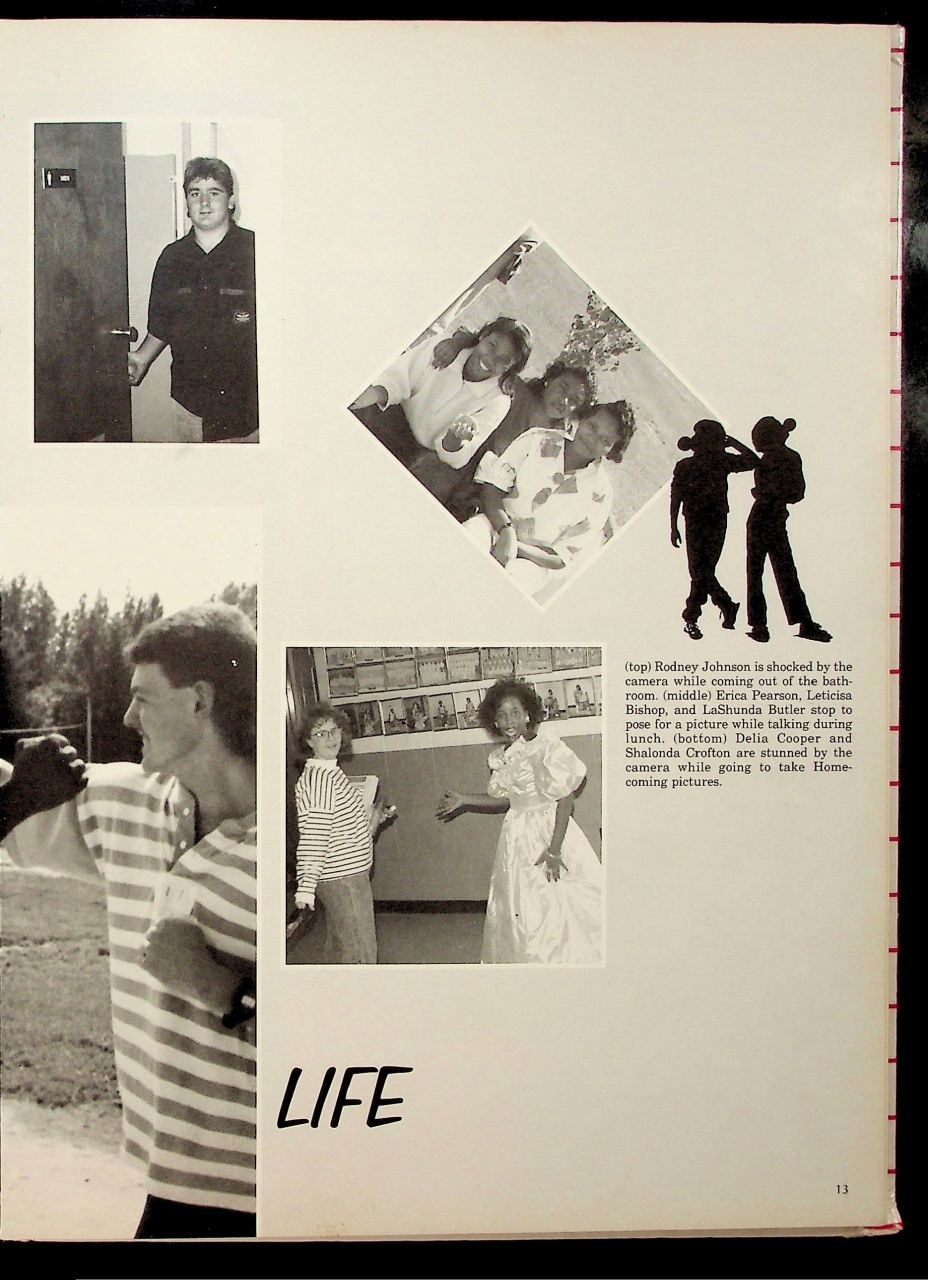 MEN
(top) Rodney Johnson is shocked by the
camera while coming out of the bath-
room. (middle) Erica Pearson, Leticisa
Bishop, and LaShunda Butler stop to
pose for a picture while talking during
lunch. (bottom) Delia Cooper and
Shalonda Crofton are stunned by the
camera while going to take Home-
coming pictures.
LIFE
13